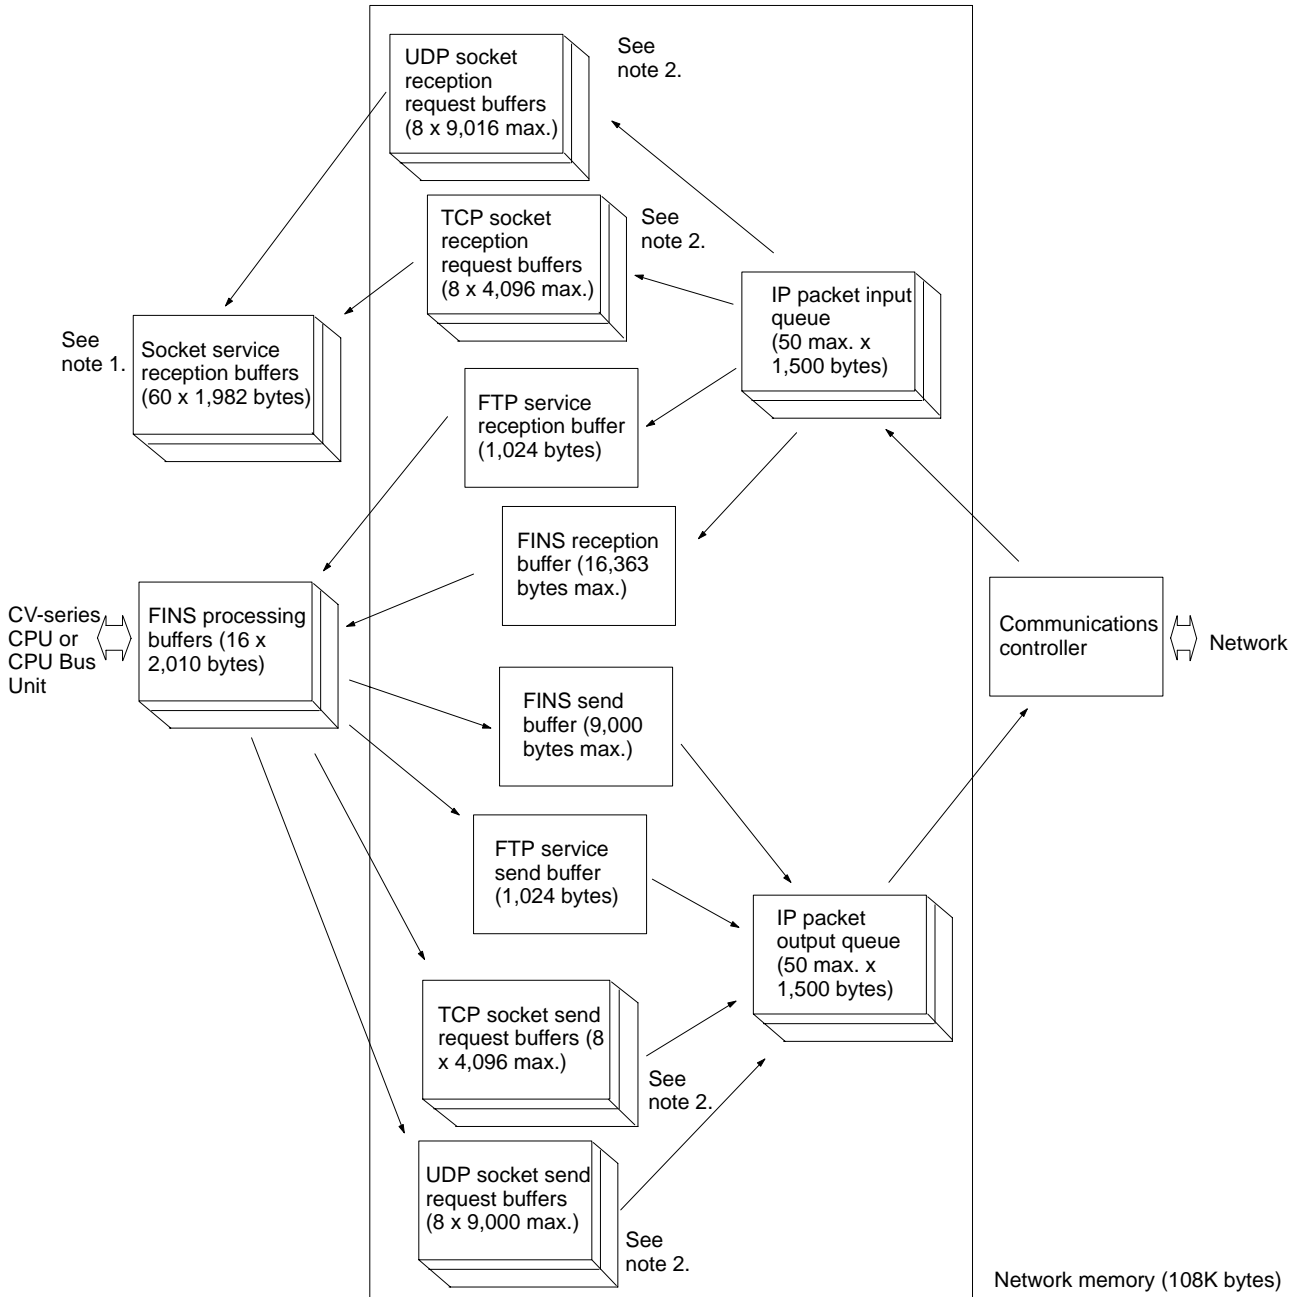 UDP socket
reception
request buffers
(8 x 9,016 max.)
See
note 2.
TCP socket
reception
request buffers
(8 x 4,096 max.)
See
note 2.
IP packet input
queue
(50 max. x
1,500 bytes)
See
note 1.
Socket service
reception buffers
(60 x 1,982 bytes)
FTP service
reception buffer
(1,024 bytes)
FINS reception
buffer (16,363
bytes max.)
CV-series
CPU or
CPU Bus
Unit
FINS processing
buffers (16 x
2,010 bytes)
Communications
controller
Network
FINS send
buffer (9,000
bytes max.)
FTP service
send buffer
(1,024 bytes)
IP packet
output queue
(50 max. x
1,500 bytes)
TCP socket send
request buffers (8
x 4,096 max.)
See
note 2.
UDP socket send
request buffers
(8 x 9,000 max.)
See
note 2.
Network memory (108K bytes)